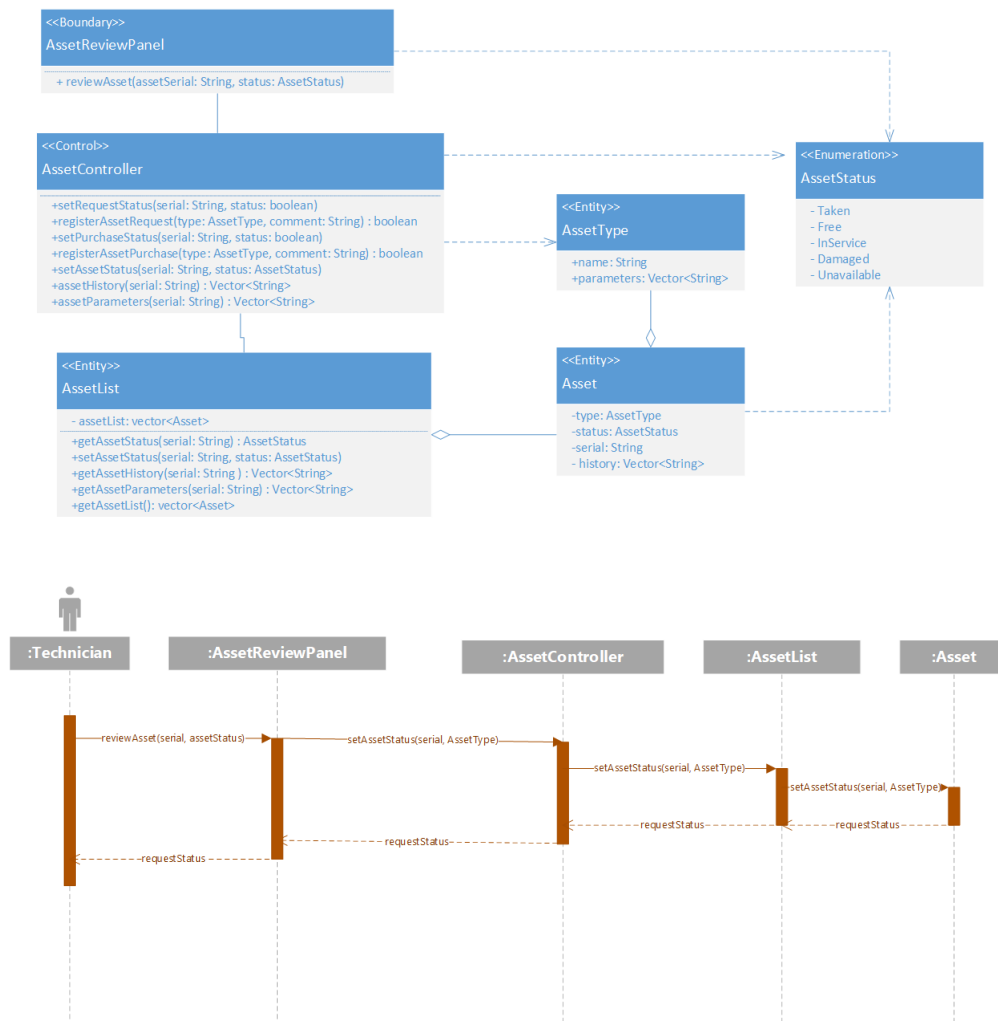 <<Boundary>>
AssetReviewPanel
+ reviewAsset(assetSerial: String, status: AssetStatus)
<<Control>>
AssetController
+setRequestStatus(serial: String, status: boolean)
+registerAssetRequest(type: AssetType, comment: String) : boolean
+setPurchaseStatus(serial: String, status: boolean)
+registerAssetPurchase(type: AssetType, comment: String) : boolean
+setAssetStatus(serial: String, status: AssetStatus)
+assetHistory(serial: String) : Vector<String>
+assetParameters(serial: String) : Vector<String>
<<Enumeration>>
AssetStatus
- Taken
- Free
- InService
- Damaged
- Unavailable
<<Entity>>
AssetType
+name: String
+parameters: Vector<String>
<<Entity>>
AssetList
- assetList: vector<Asset>
+getAssetStatus(serial: String) : AssetStatus
+setAssetStatus(serial: String, status: AssetStatus)
+getAssetHistory(serial: String ) : Vector<String>
+getAssetParameters(serial: String) : Vector<String>
+getAssetList(): vector<Asset>
<<Entity>>
Asset
-type: AssetType
-status: AssetStatus
-serial: String
- history: Vector<String>
:Technician
:AssetReviewPanel
:AssetController
:AssetList
:Asset
reviewAsset(serial, assetStatus)
setAssetStatus(serial, AssetType)
setAssetStatus(serial, AssetType)
setAssetStatus(serial, AssetType)
requestStatus
requestStatus
requestStatus
requestStatus